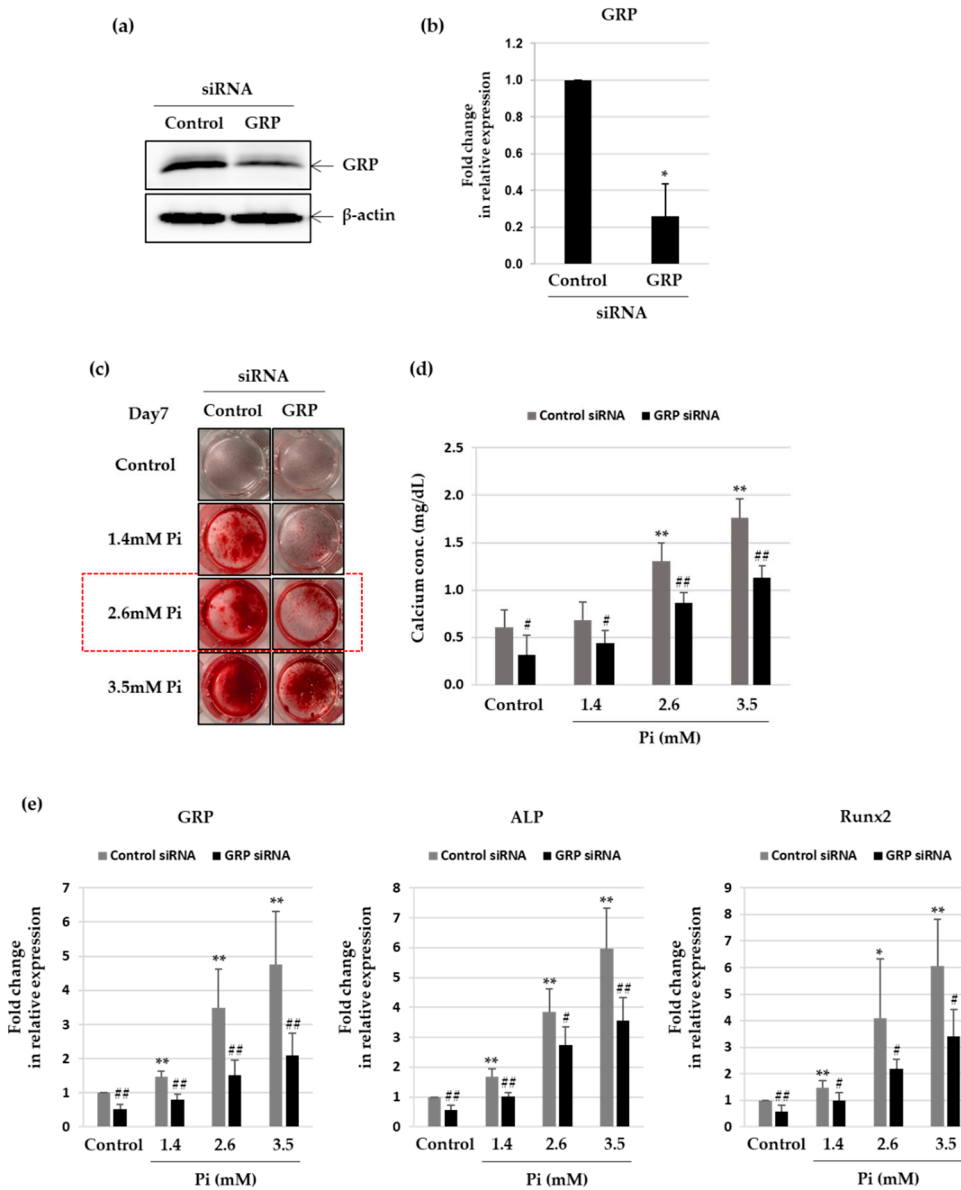 (a)
siRNA
Control GRP
GRP
β-actin
(b)
GRP
Fold change
in relative expression
1.2
1.0
0.8
0.6
0.4
0.2
0.0
*
Control GRP
siRNA
(c)
siRNA
Day7 Control GRP
Control
1.4mM Pi
2.6mM Pi
3.5mM Pi
(d)
Control siRNA GRP siRNA
Calcium conc. (mg/dL)
2.5
2.0
1.5
1.0
0.5
0.0
# # ** ## ** ##
Control 1.4 2.6 3.5
Pi (mM)
(e)
GRP
Control siRNA GRP siRNA
Fold change
in relative expression
7
6
5
4
3
2
1
0
## ** ## ** ## ** ##
Control 1.4 2.6 3.5
Pi (mM)
ALP
Control siRNA GRP siRNA
Fold change
in relative expression
8
7
6
5
4
3
2
1
0
## ** ## ** # ** ##
Control 1.4 2.6 3.5
Pi (mM)
Runx2
Control siRNA GRP siRNA
Fold change
in relative expression
9
8
7
6
5
4
3
2
1
0
## ** # * # ** #
Control 1.4 2.6 3.5
Pi (mM)